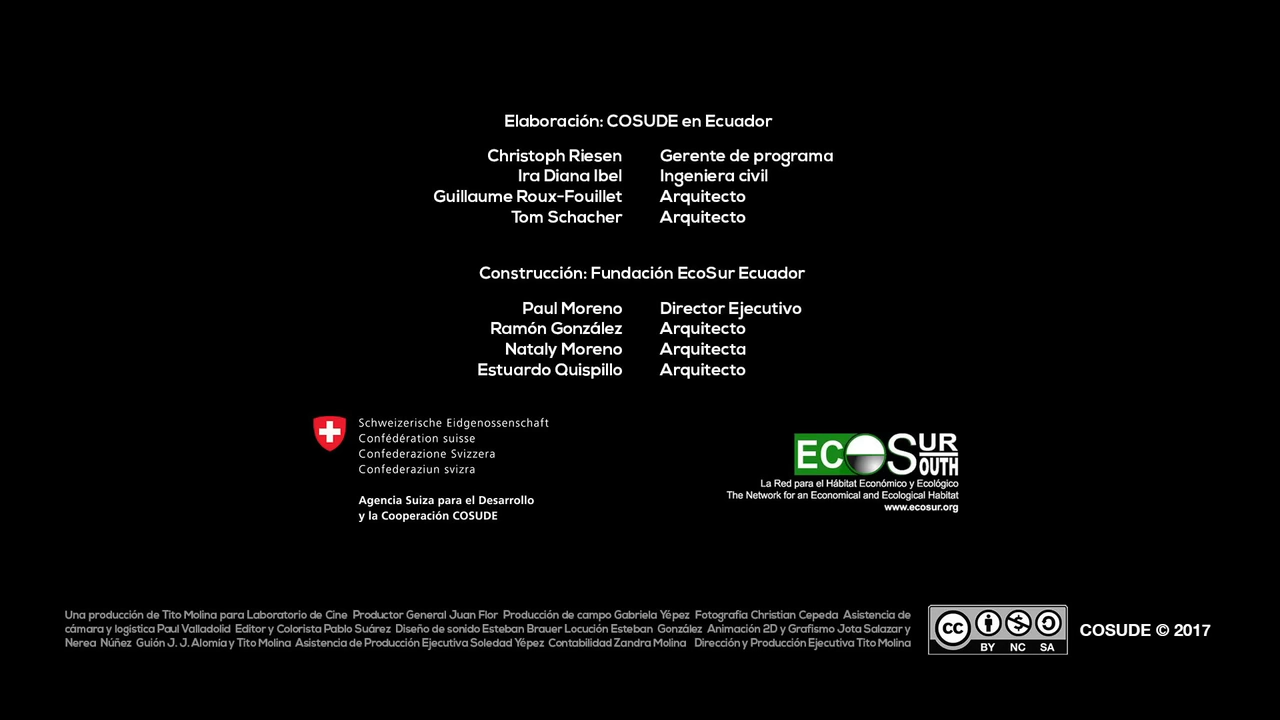 Elaboración: COSUDE en Ecuador
Christoph Riesen Gerente de programa
Ira Diana Ibel Ingeniera civil
Guillaume Roux-Fouillet Arquitecto
Tom Schacher Arquitecto
Construcción: Fundación EcoSur Ecuador
Paul Moreno Director Ejecutivo
Ramón González Arquitecto
Nataly Moreno Arquitecta
Estuardo Quispillo Arquitecto
Schweizerische Eidgenossenschaft
Confédération suisse
Confederazione Svizzera
Confederaziun svizra
Agencia Suiza para el Desarrollo
y la Cooperación COSUDE
ECOSUR
SOUTH
La Red para el Hábitat Económico y Ecológico
The Network for an Economical and Ecological Habitat
www.ecosur.org
Una producción de Tito Molina para Laboratorio de Cine Productor General Juan Flor Producción de campo Gabriela Yépez Fotografía Christian Cepeda Asistencia de
cámara y logística Paul Valladolid Editor y Colorista Pablo Suárez Diseño de sonido Esteban Brauer Locución Esteban González Animación 2D y Grafismo Jota Salazar y
Nerea Núñez Guión J. J. Alomía y Tito Molina Asistencia de Producción Ejecutiva Soledad Yépez Contabilidad Zandra Molina Dirección y Producción Ejecutiva Tito Molina
cc
BY NC SA
COSUDE © 2017